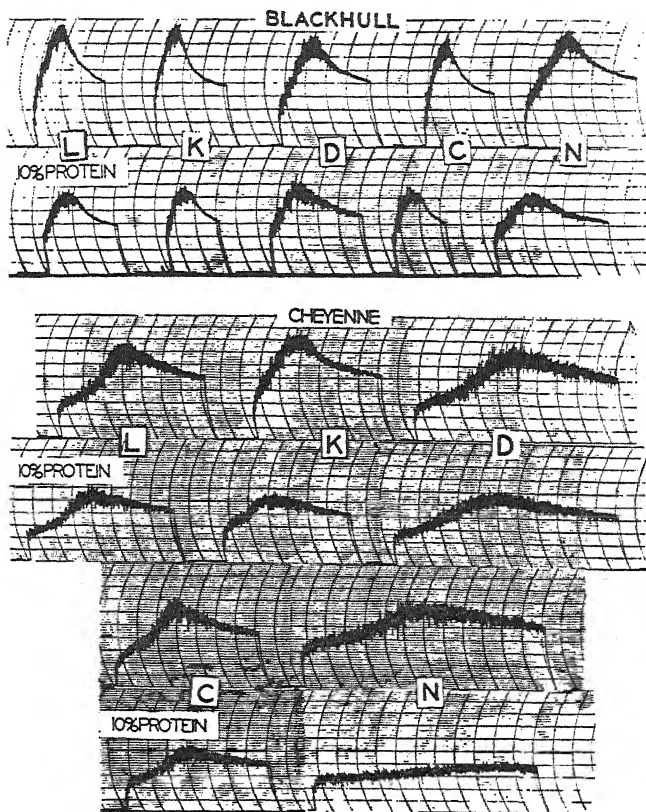 BLACKHULL
L K D C N
10% PROTEIN
CHEYENNE
L K D
10% PROTEIN
C N
10% PROTEIN